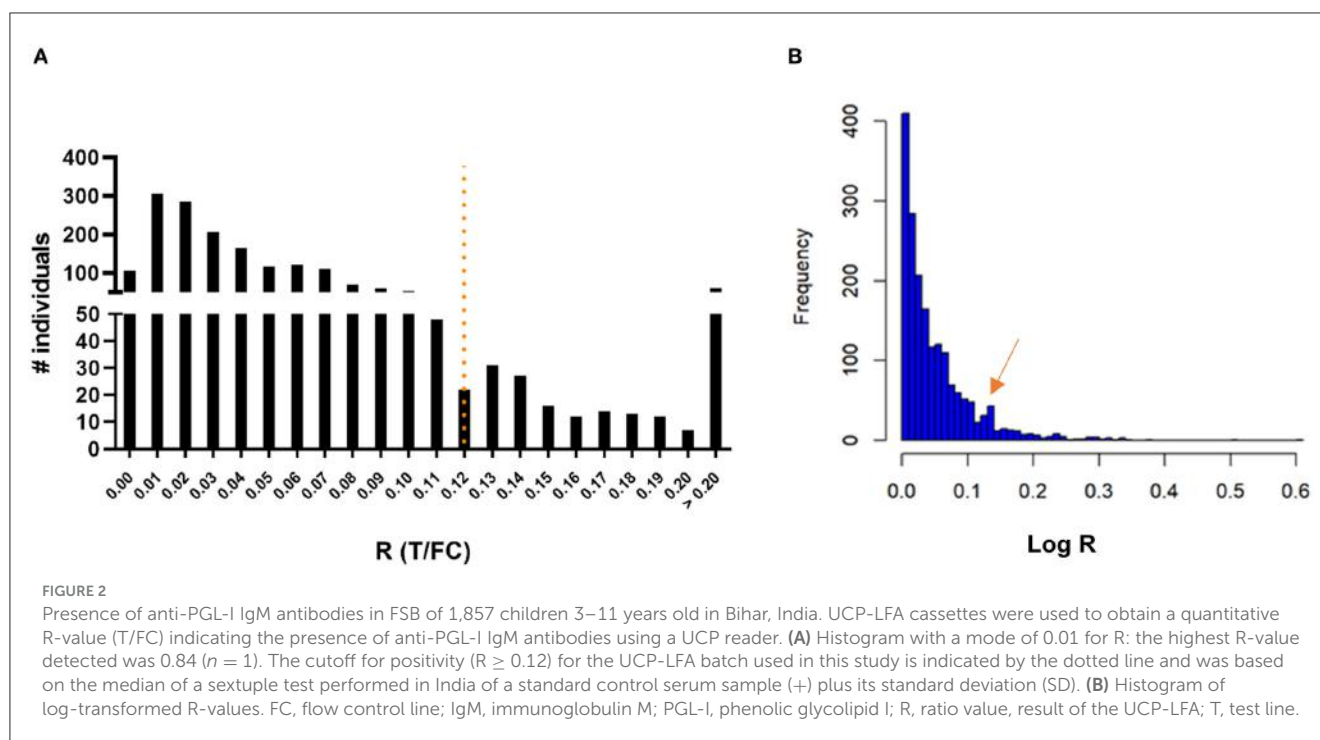 A
B
# individuals
400
300
200
100
50
40
30
20
10
0
0.00 0.01 0.02 0.03 0.04 0.05 0.06 0.07 0.08 0.09 0.10 0.11 0.12 0.13 0.14 0.15 0.16 0.17 0.18 0.19 0.20 > 0.20
R (T/FC)
Frequency
400
300
200
100
0
0.0 0.1 0.2 0.3 0.4 0.5 0.6
Log R
FIGURE 2
Presence of anti-PGL-I IgM antibodies in FSB of 1,857 children 3–11 years old in Bihar, India. UCP-LFA cassettes were used to obtain a quantitative
R-value (T/FC) indicating the presence of anti-PGL-I IgM antibodies using a UCP reader. (A) Histogram with a mode of 0.01 for R: the highest R-value
detected was 0.84 (n = 1). The cutoff for positivity (R ≥ 0.12) for the UCP-LFA batch used in this study is indicated by the dotted line and was based
on the median of a sextuple test performed in India of a standard control serum sample (+) plus its standard deviation (SD). (B) Histogram of
log-transformed R-values. FC, flow control line; IgM, immunoglobulin M; PGL-I, phenolic glycolipid I; R, ratio value, result of the UCP-LFA; T, test line.